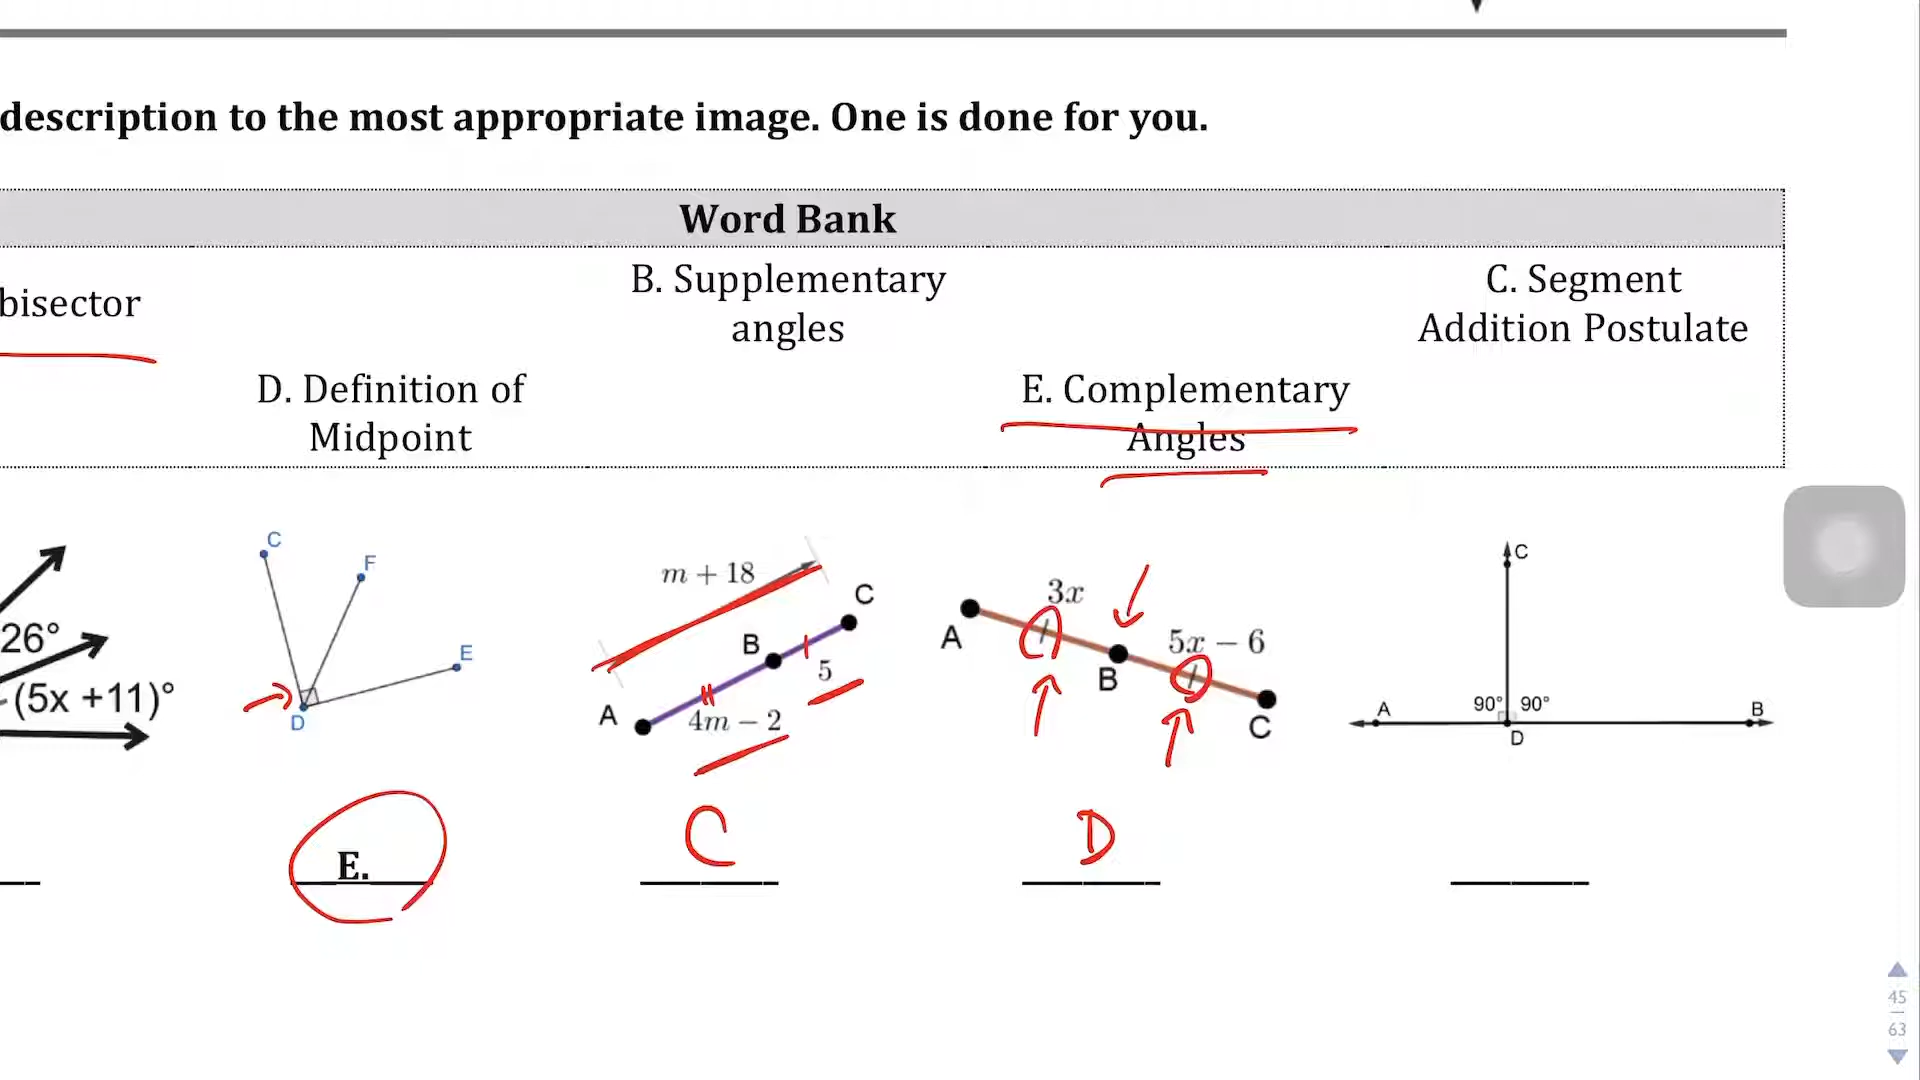 description to the most appropriate image. One is done for you.
Word Bank
bisector
B. Supplementary
angles
C. Segment
Addition Postulate
D. Definition of
Midpoint
E. Complementary
Angles
26°
(5x +11)°
C
F
E
D
m + 18
C
B
5
A
4m − 2
3x
A
5x − 6
B
C
C
90° 90°
A
B
D
E.
C
D
45
63